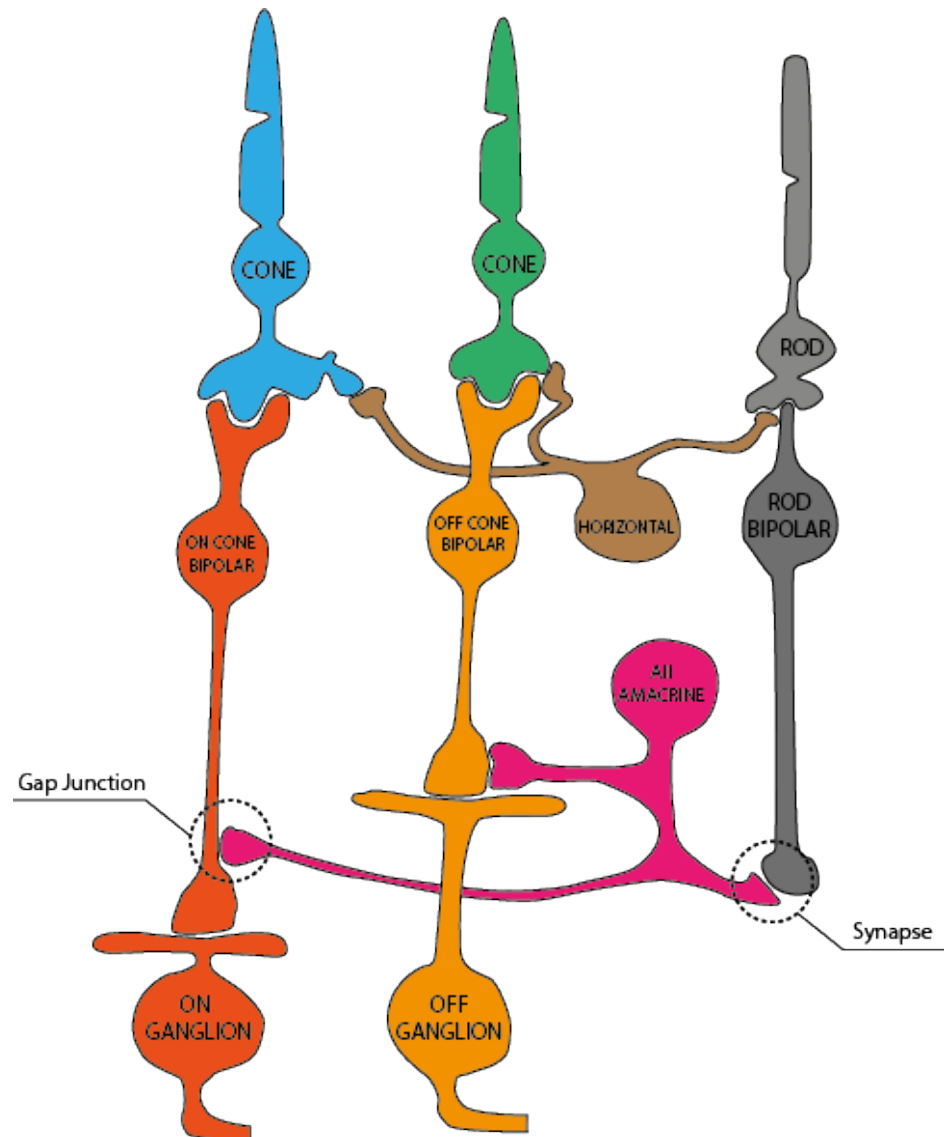 CONE
CONE
ROD
ON CONE
BIPOLAR
OFF CONE
BIPOLAR
HORIZONTAL
ROD
BIPOLAR
AII
AMACRINE
Gap Junction
Synapse
ON
GANGLION
OFF
GANGLION